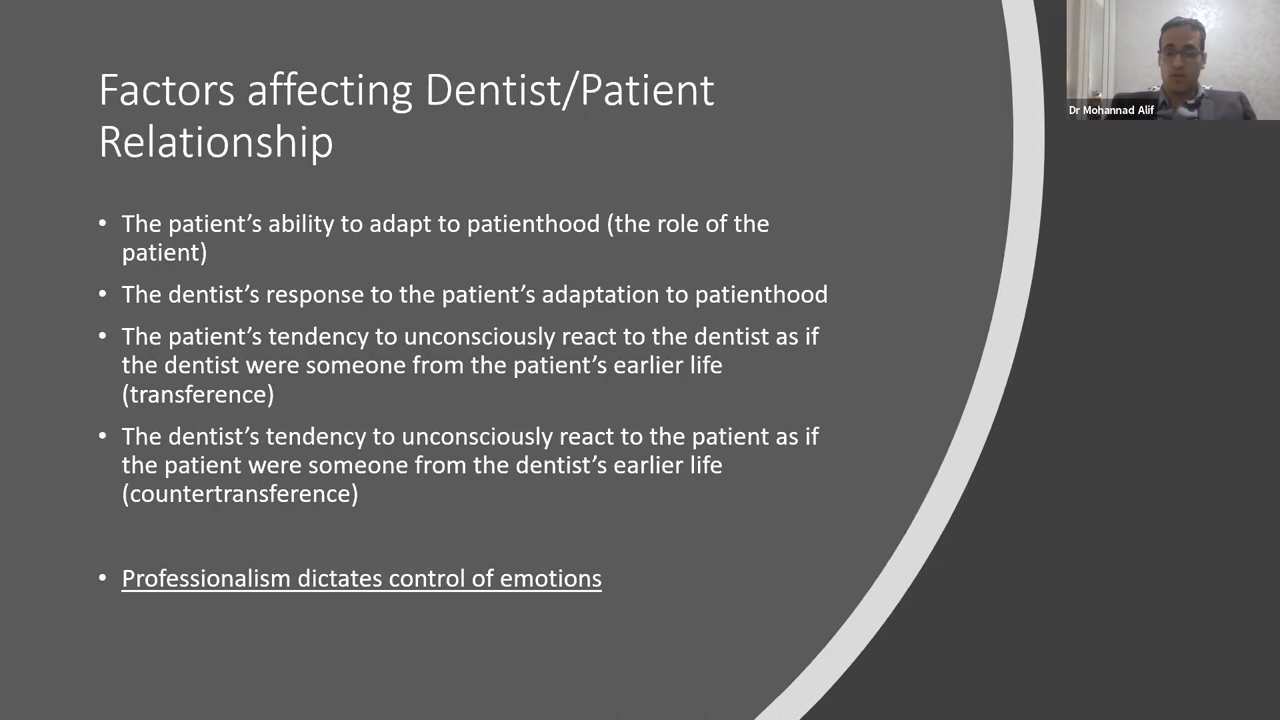 Factors affecting Dentist/Patient
Relationship
• The patient’s ability to adapt to patienthood (the role of the
patient)
• The dentist’s response to the patient’s adaptation to patienthood
• The patient’s tendency to unconsciously react to the dentist as if
the dentist were someone from the patient’s earlier life
(transference)
• The dentist’s tendency to unconsciously react to the patient as if
the patient were someone from the dentist’s earlier life
(countertransference)
• Professionalism dictates control of emotions
Dr Mohannad Alif